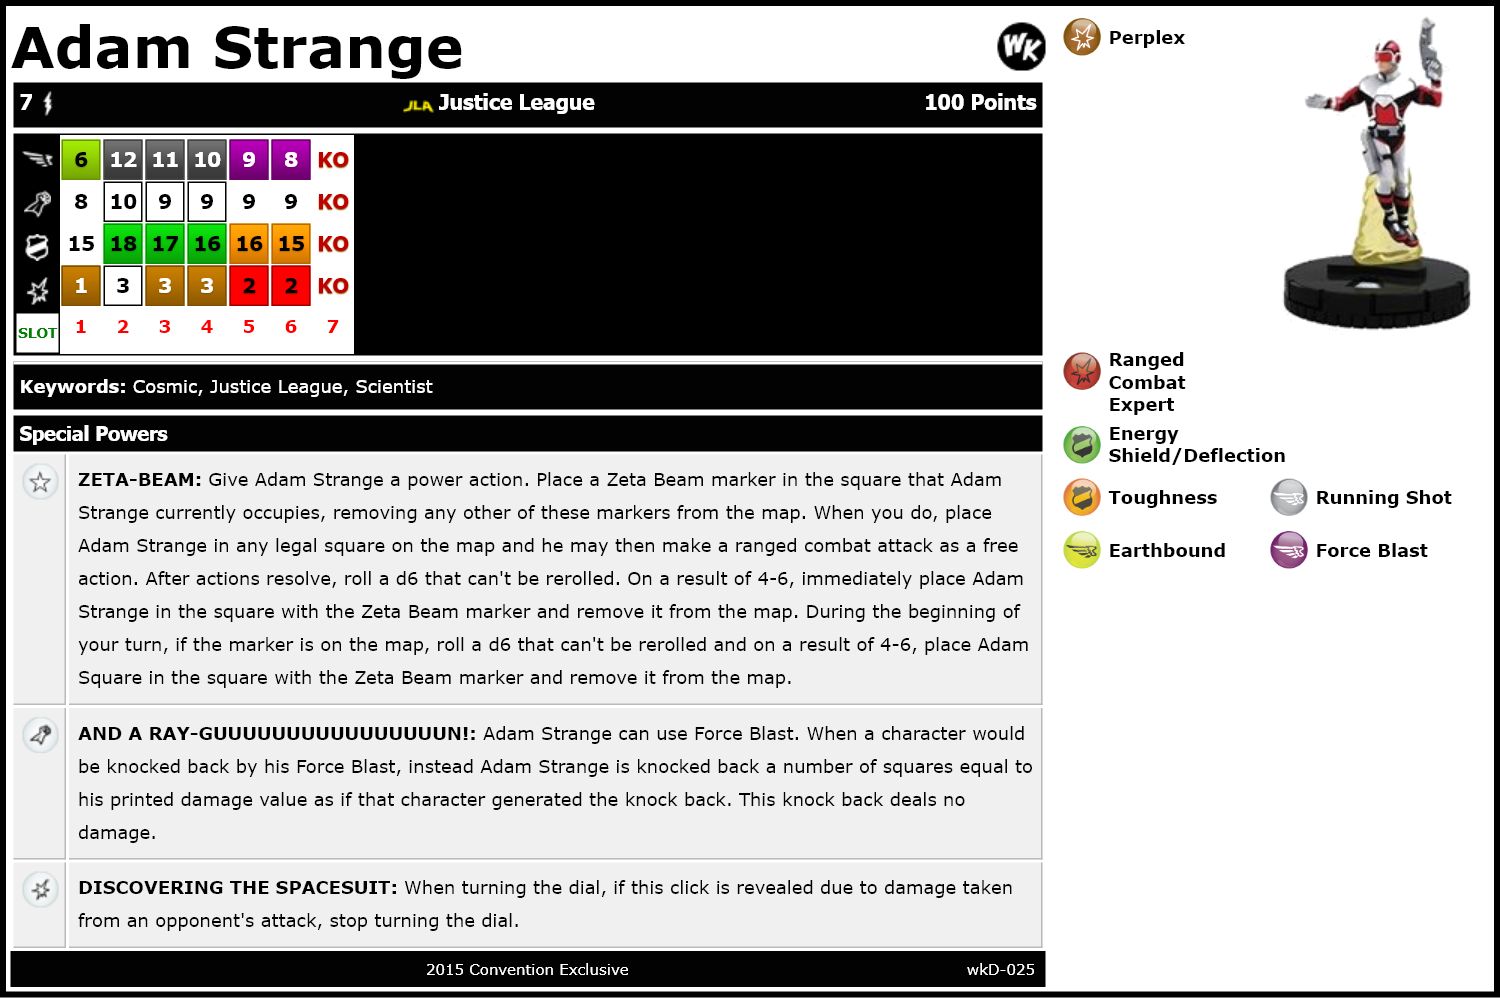 Adam Strange
WK
7 JLA Justice League 100 Points
6 12 11 10 9 8 KO
8 10 9 9 9 9 KO
15 18 17 16 16 15 KO
1 3 3 3 2 2 KO
SLOT 1 2 3 4 5 6 7
Keywords: Cosmic, Justice League, Scientist
Special Powers
ZETA-BEAM: Give Adam Strange a power action. Place a Zeta Beam marker in the square that Adam
Strange currently occupies, removing any other of these markers from the map. When you do, place
Adam Strange in any legal square on the map and he may then make a ranged combat attack as a free
action. After actions resolve, roll a d6 that can't be rerolled. On a result of 4-6, immediately place Adam
Strange in the square with the Zeta Beam marker and remove it from the map. During the beginning of
your turn, if the marker is on the map, roll a d6 that can't be rerolled and on a result of 4-6, place Adam
Square in the square with the Zeta Beam marker and remove it from the map.
AND A RAY-GUUUUUUUUUUUUUUUUN!: Adam Strange can use Force Blast. When a character would
be knocked back by his Force Blast, instead Adam Strange is knocked back a number of squares equal to
his printed damage value as if that character generated the knock back. This knock back deals no
damage.
DISCOVERING THE SPACESUIT: When turning the dial, if this click is revealed due to damage taken
from an opponent's attack, stop turning the dial.
2015 Convention Exclusive wkD-025
Perplex
Ranged
Combat
Expert
Energy
Shield/Deflection
Toughness Running Shot
Earthbound Force Blast